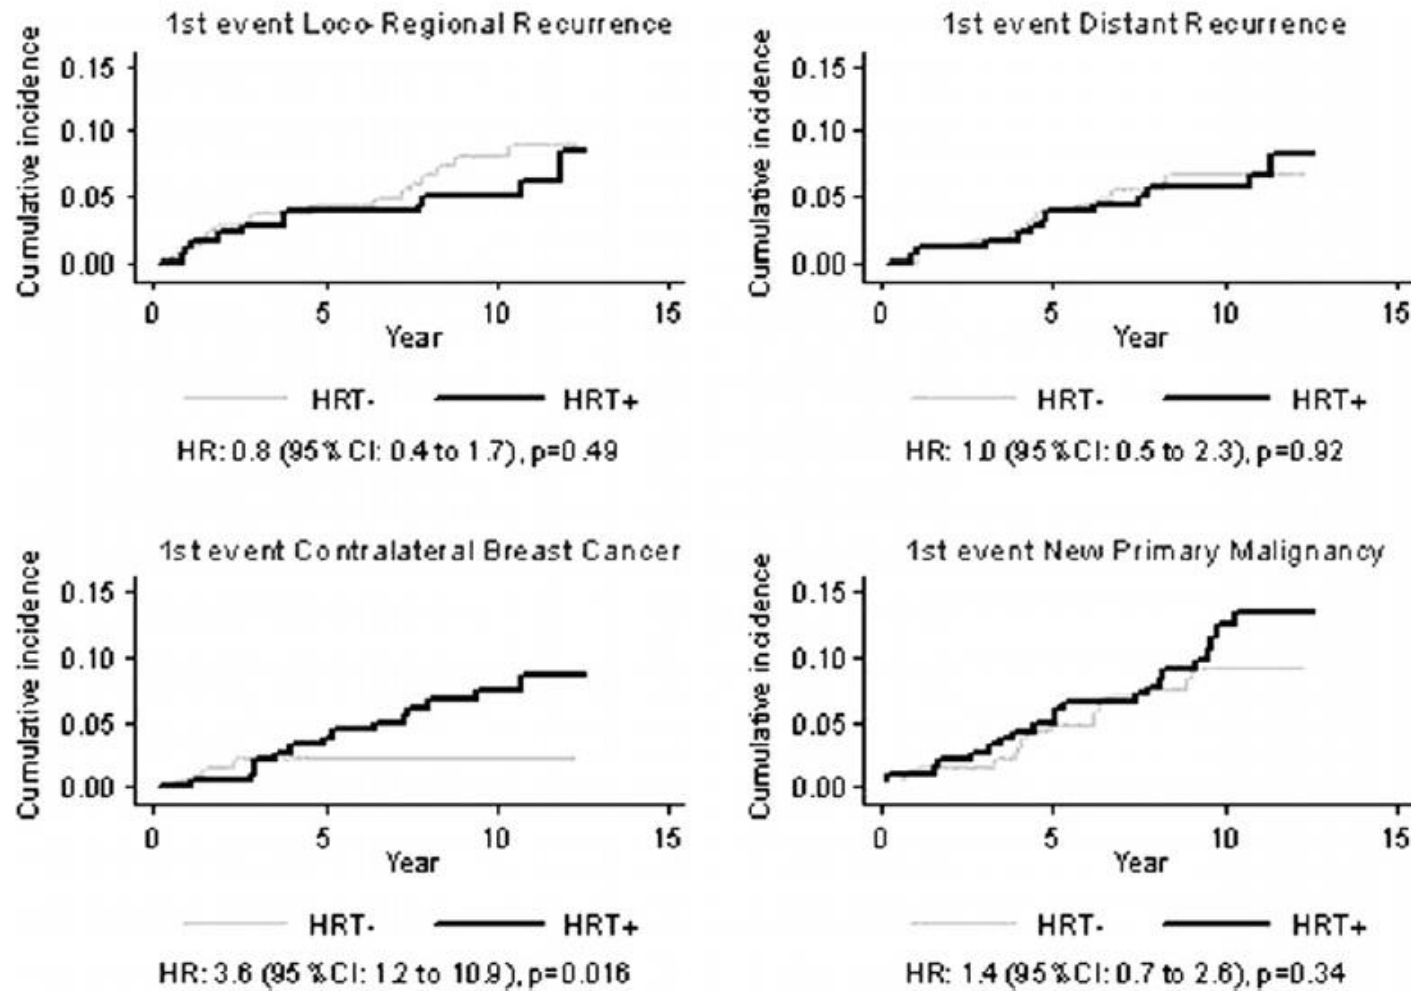 1st event Loco-Regional Recurrence
Cumulative incidence
0.15
0.10
0.05
0.00
0 5 10 15
Year
HRT- HRT+
HR: 0.8 (95% CI: 0.4 to 1.7), p=0.49
1st event Distant Recurrence
Cumulative incidence
0.15
0.10
0.05
0.00
0 5 10 15
Year
HRT- HRT+
HR: 1.0 (95% CI: 0.5 to 2.3), p=0.92
1st event Contralateral Breast Cancer
Cumulative incidence
0.15
0.10
0.05
0.00
0 5 10 15
Year
HRT- HRT+
HR: 3.6 (95%CI: 1.2 to 10.9), p=0.016
1st event New Primary Malignancy
Cumulative incidence
0.15
0.10
0.05
0.00
0 5 10 15
Year
HRT- HRT+
HR: 1.4 (95%CI: 0.7 to 2.6), p=0.34